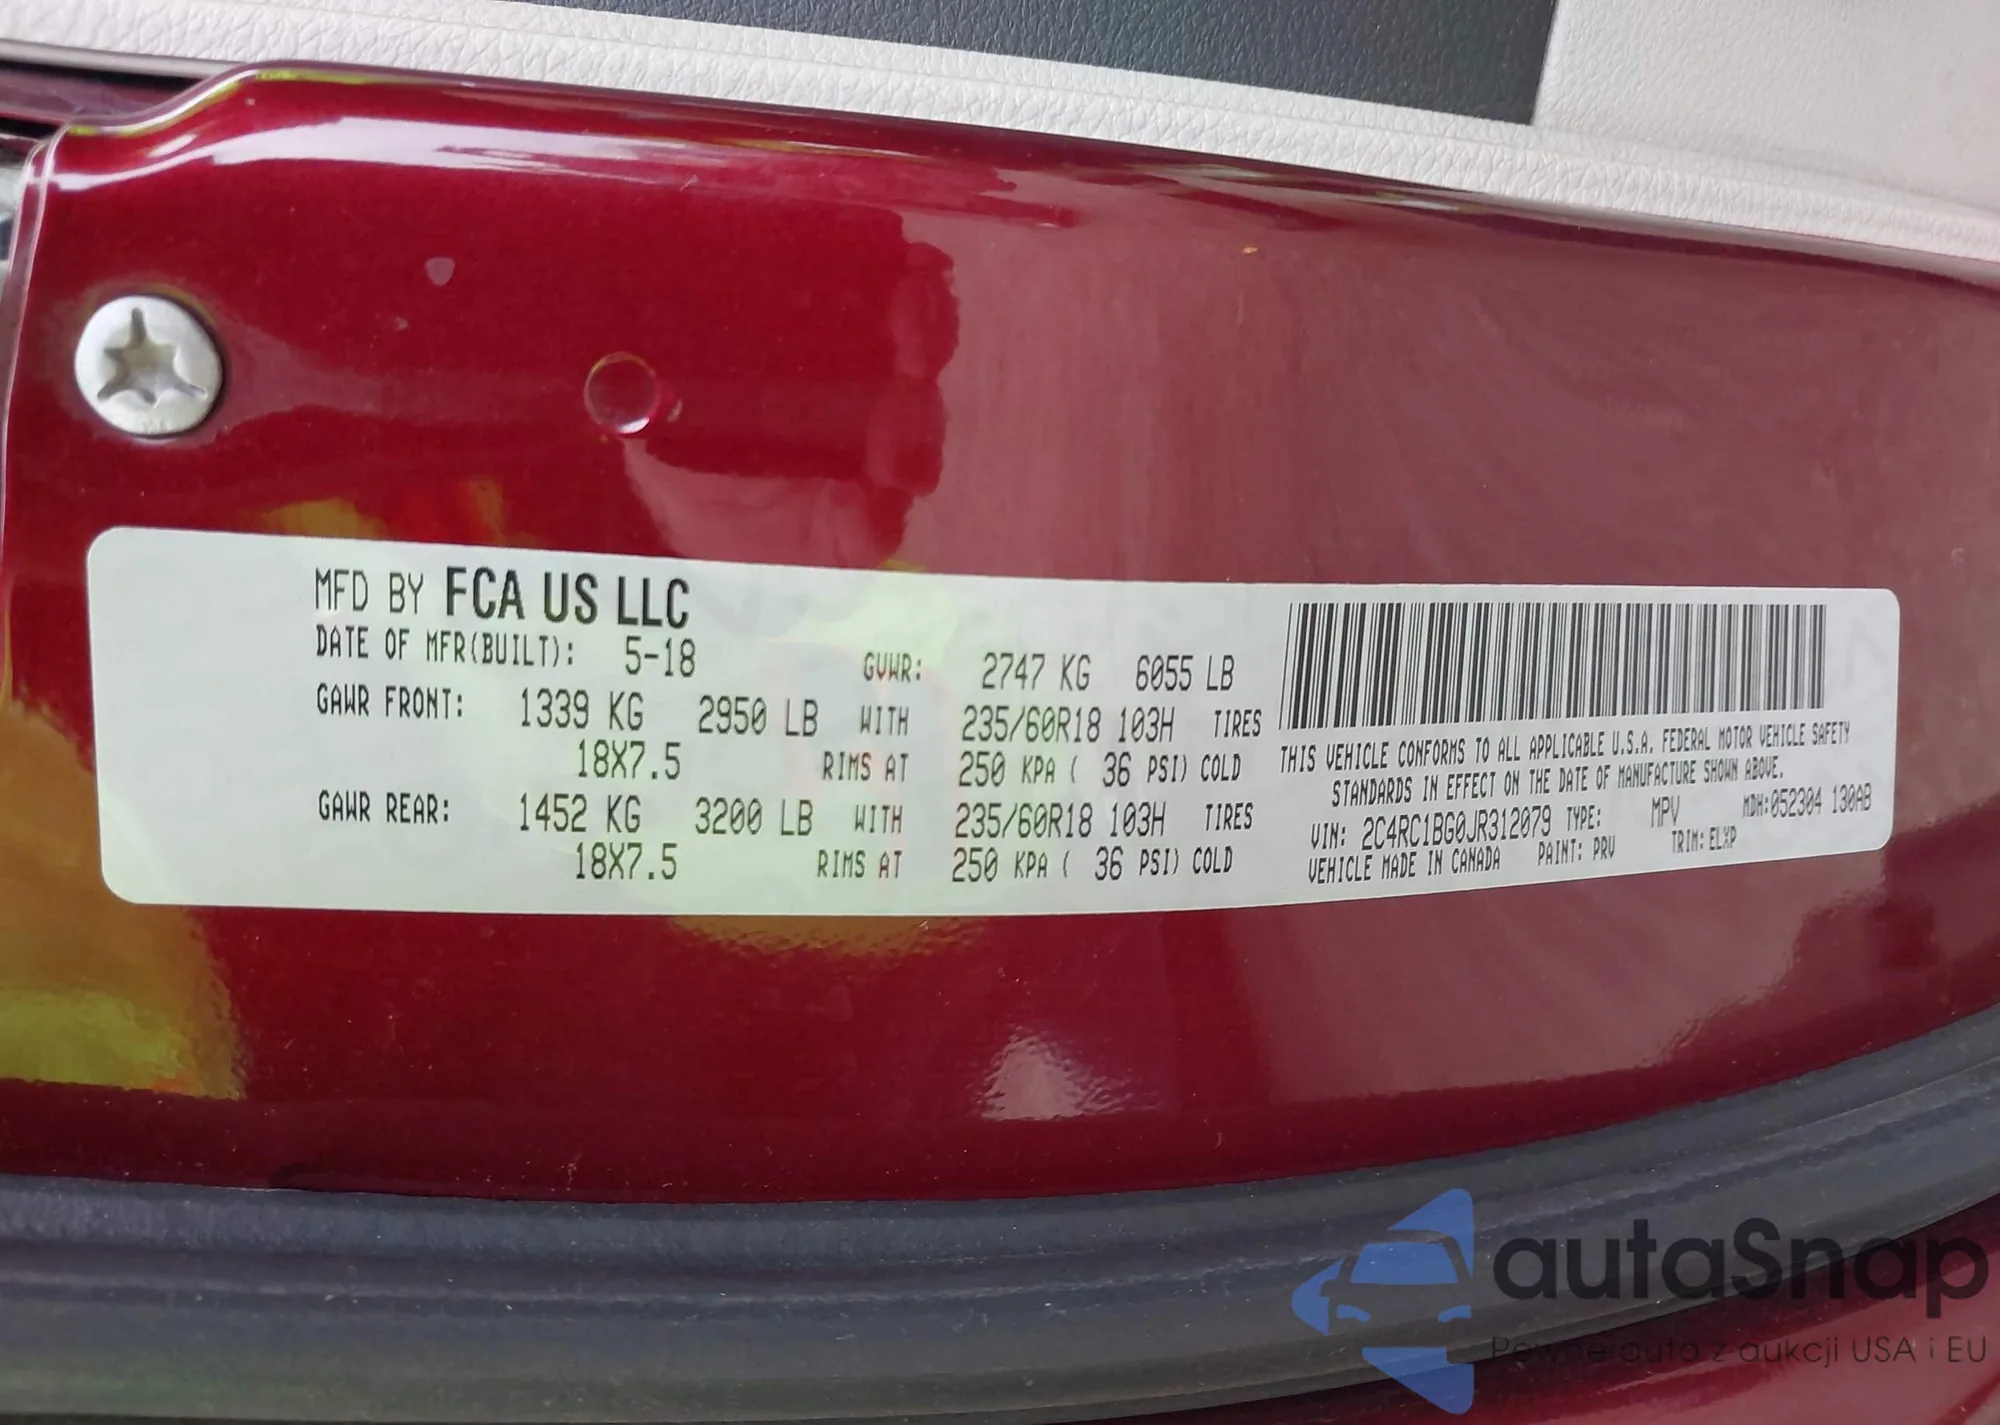 MFD BY FCA US LLC
DATE OF MFR(BUILT): 5-18 GVWR: 2747 KG 6055 LB
GAWR FRONT: 1339 KG 2950 LB WITH 235/60R18 103H TIRES
18X7.5 RIMS AT 250 KPA ( 36 PSI) COLD
GAWR REAR: 1452 KG 3200 LB WITH 235/60R18 103H TIRES
18X7.5 RIMS AT 250 KPA ( 36 PSI) COLD
THIS VEHICLE CONFORMS TO ALL APPLICABLE U.S.A. FEDERAL MOTOR VEHICLE SAFETY
STANDARDS IN EFFECT ON THE DATE OF MANUFACTURE SHOWN ABOVE.
VIN: 2C4RC1BG0JR312079 TYPE: MPV MDH:052304 130AB
VEHICLE MADE IN CANADA PAINT: PRV TRIM: ELXP
autaSnap
Pewne auta z aukcji USA i EU